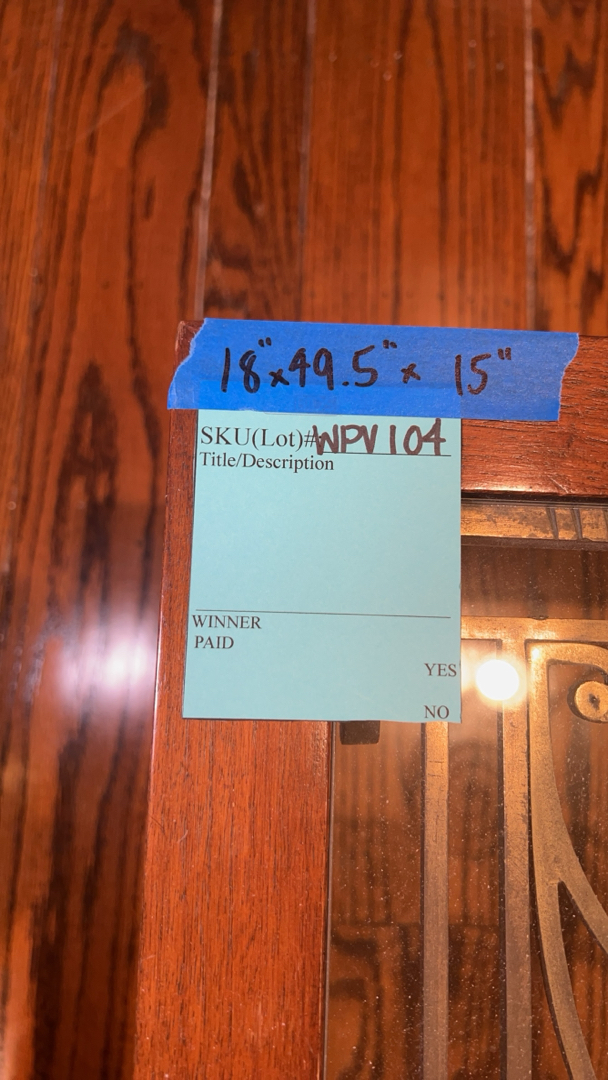 18"x49.5"x 15"
SKU(Lot)#WPV104
Title/Description
WINNER
PAID
YES
NO